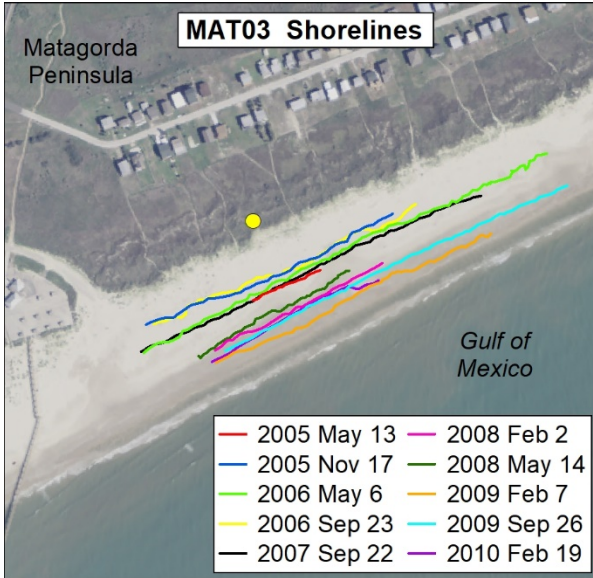 MAT03 Shorelines
Matagorda
Peninsula
Gulf of
Mexico
2005 May 13
2005 Nov 17
2006 May 6
2006 Sep 23
2007 Sep 22
2008 Feb 2
2008 May 14
2009 Feb 7
2009 Sep 26
2010 Feb 19